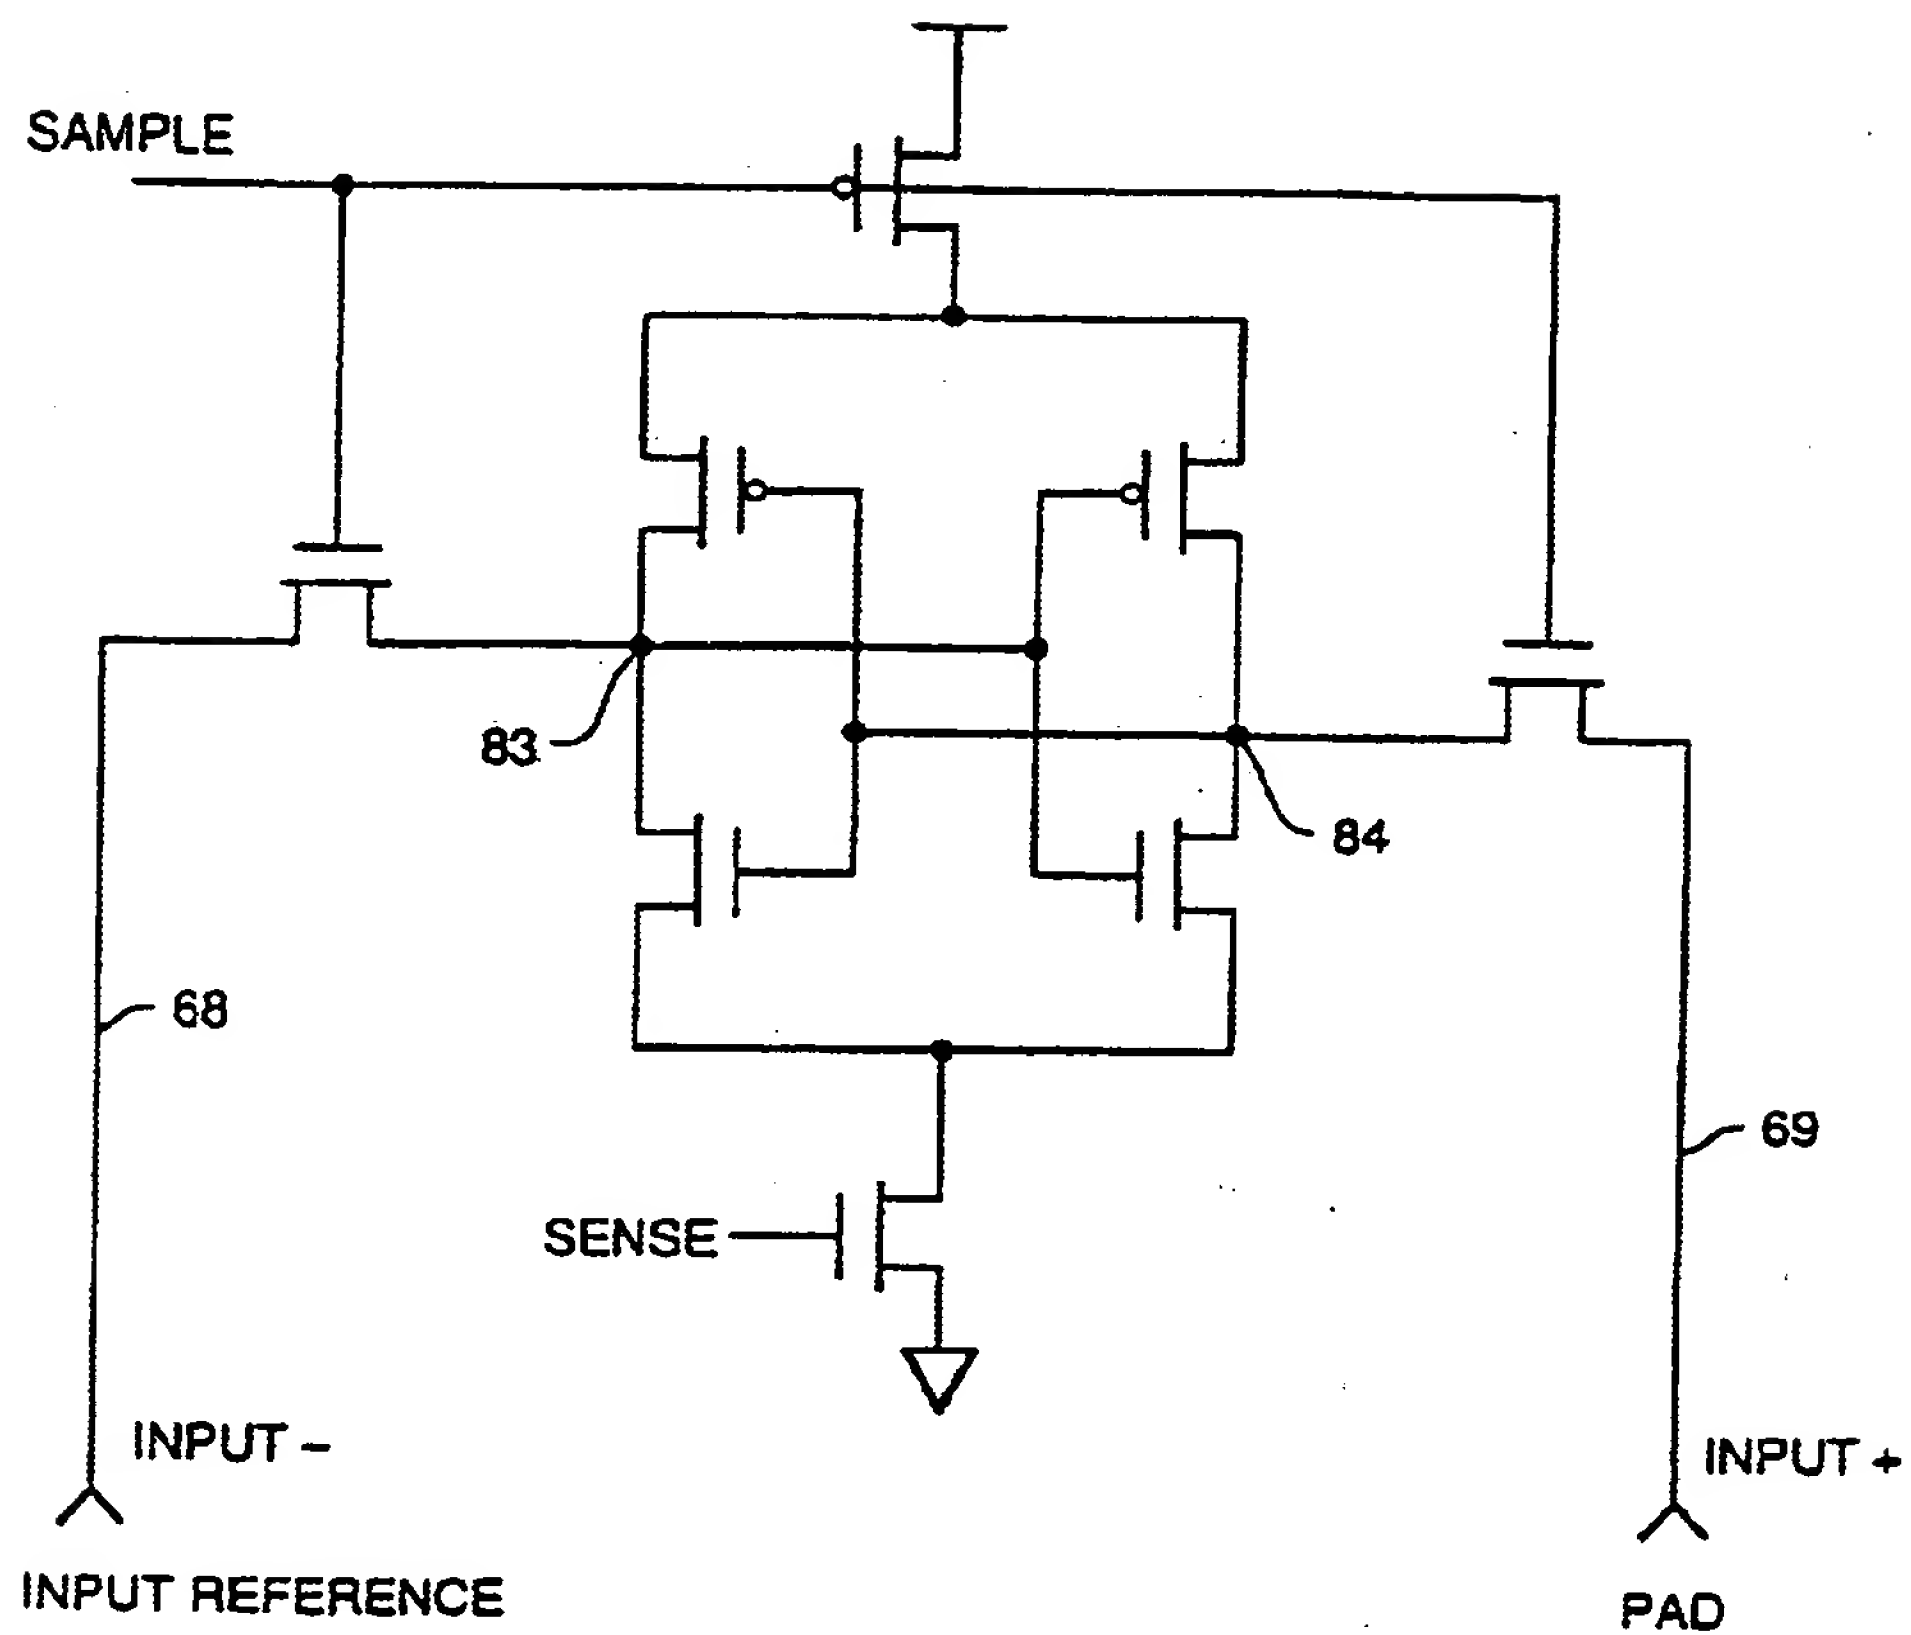 SAMPLE
83
84
68
69
SENSE
INPUT –
INPUT +
INPUT REFERENCE
PAD